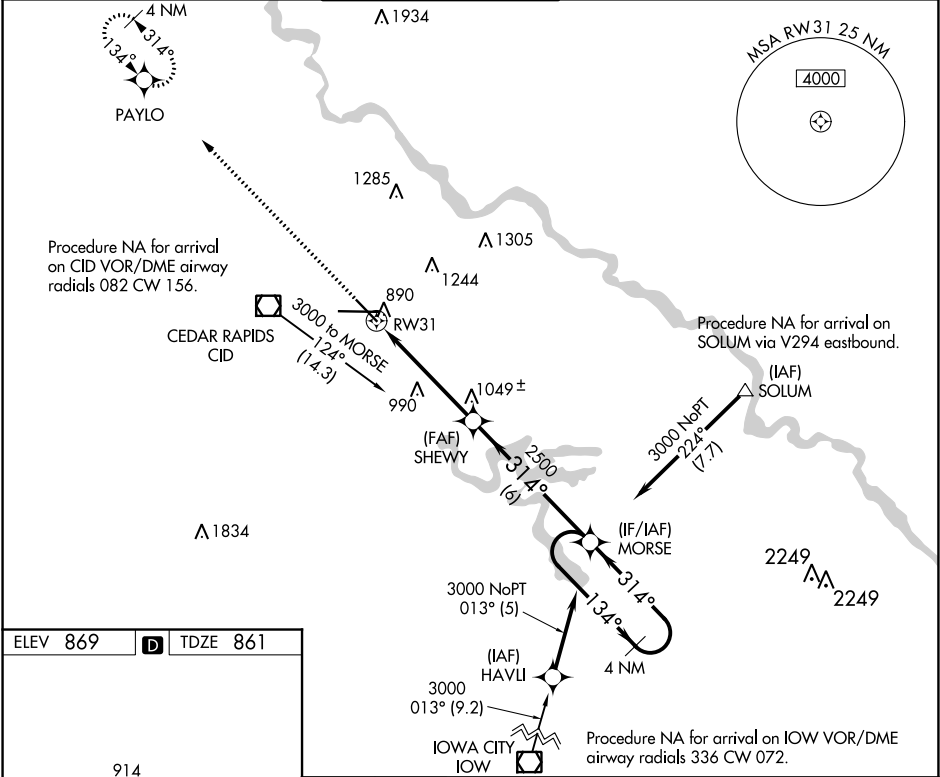 4 NM
314°
134°
PAYLO
1934
MSA RW31 25 NM
4000
1285
1305
1244
Procedure NA for arrival
on CID VOR/DME airway
radials 082 CW 156.
890
RW31
CEDAR RAPIDS
CID
3000 to MORSE
124°
(14.3)
Procedure NA for arrival on
SOLUM via V294 eastbound.
(IAF)
SOLUM
3000 NoPT
224°
(7.7)
990
1049 ±
(FAF)
SHEWY
2500
314°
(6)
1834
(IF/IAF)
MORSE
2249
2249
314°
134°
4 NM
3000 NoPT
013° (5)
(IAF)
HAVLI
3000
013° (9.2)
IOWA CITY
IOW
Procedure NA for arrival on IOW VOR/DME
airway radials 336 CW 072.
ELEV 869 D TDZE 861
914